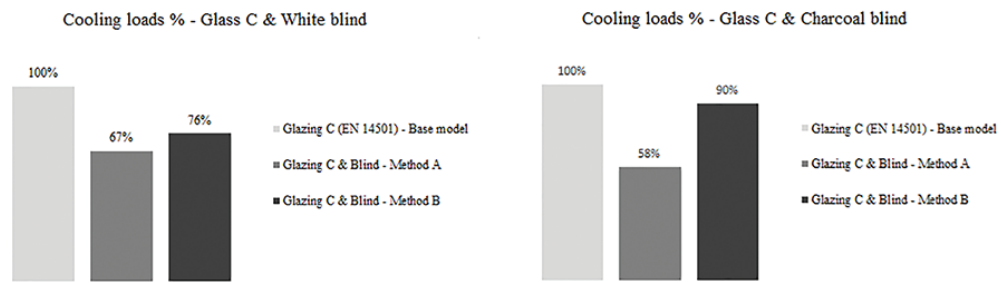 Cooling loads % - Glass C & White blind
100%
67%
76%
Glazing C (EN 14501) - Base model
Glazing C & Blind - Method A
Glazing C & Blind - Method B
Cooling loads % - Glass C & Charcoal blind
100%
58%
90%
Glazing C (EN 14501) - Base model
Glazing C & Blind - Method A
Glazing C & Blind - Method B